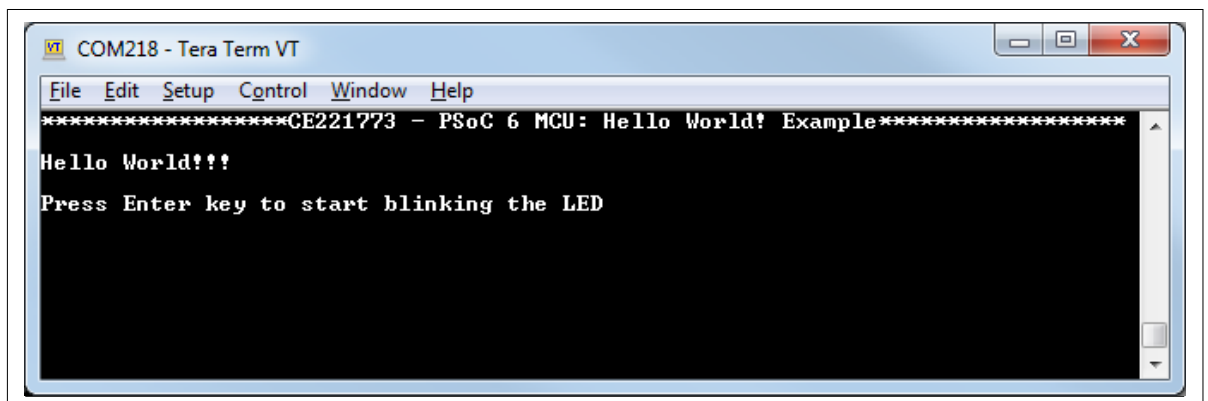 VT COM218 - Tera Term VT
File Edit Setup Control Window Help
******************CE221773 - PSoC 6 MCU: Hello World! Example******************
Hello World!!!
Press Enter key to start blinking the LED